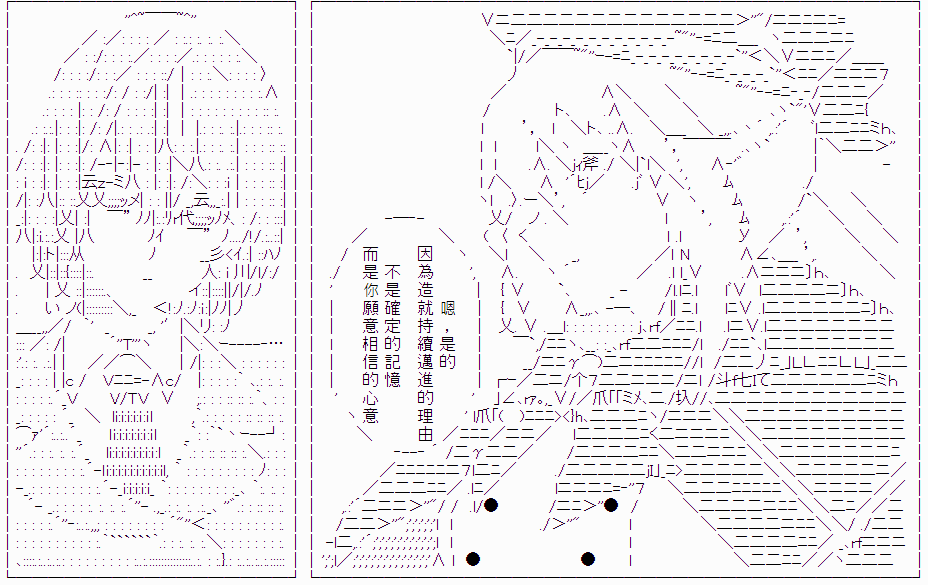 嗯，是的
因為造就持續邁進的理由
不是確定的記憶
而是你願意相信的心意